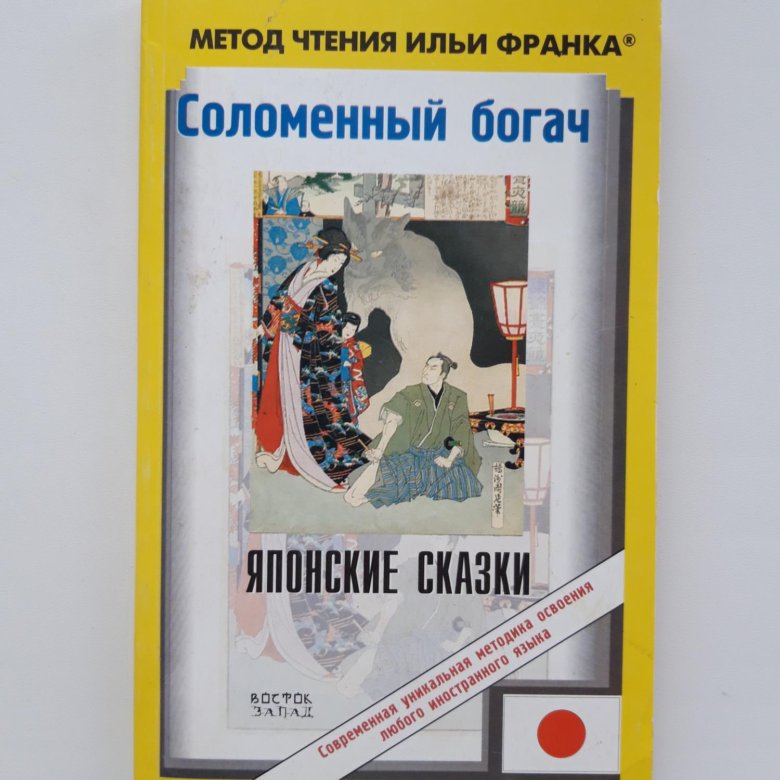 МЕТОД ЧТЕНИЯ ИЛЬИ ФРАНКА®
Соломенный богач
ЯПОНСКИЕ СКАЗКИ
Современная уникальная методика освоения
любого иностранного языка
ВОСТОК
ЗАПАД